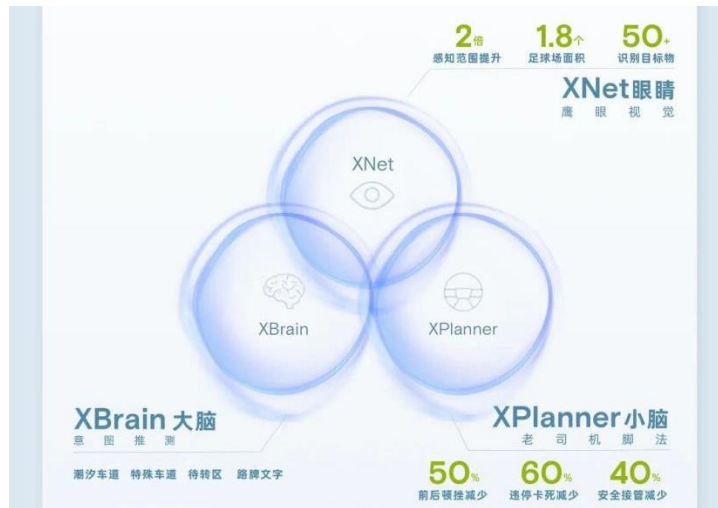 2倍 1.8个 50+
感知范围提升 足球场面积 识别目标物
XNet眼睛
鹰眼视觉
XNet
XBrain
XPlanner
XBrain 大脑
意图推测
潮汐车道 特殊车道 待转区 路牌文字
XPlanner小脑
老司机脚法
50% 60% 40%
前后顿挫减少 违停卡死减少 安全接管减少